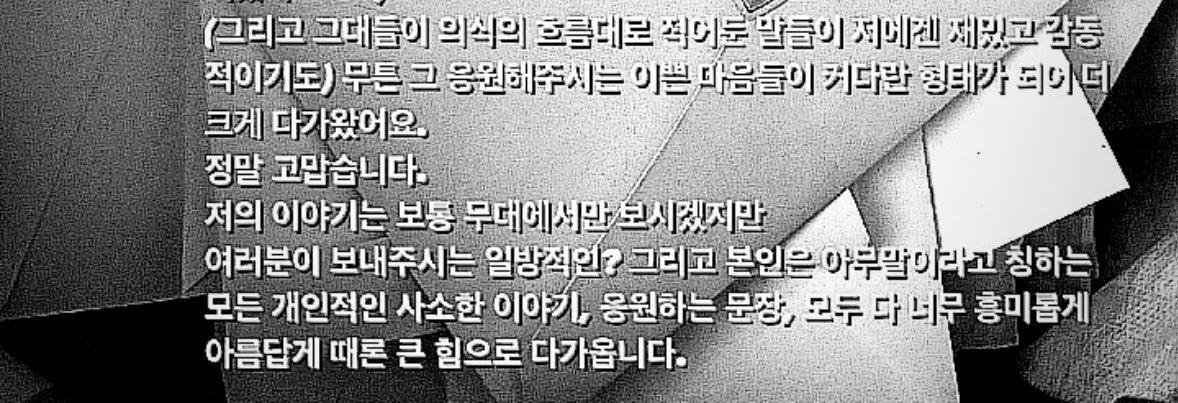 (그리고 그대들이 의식의 흐름대로 적어둔 말들이 저에겐 재밌고 감동
적이기도) 무튼 그 응원해주시는 이쁜 마음들이 커다란 형태가 되어 더
크게 다가왔어요.
정말 고맙습니다.
저의 이야기는 보통 무대에서만 보시겠지만
여러분이 보내주시는 일방적인? 그리고 본인은 아무말이라고 칭하는
모든 개인적인 사소한 이야기, 응원하는 문장, 모두 다 너무 흥미롭게
아름답게 때론 큰 힘으로 다가옵니다.